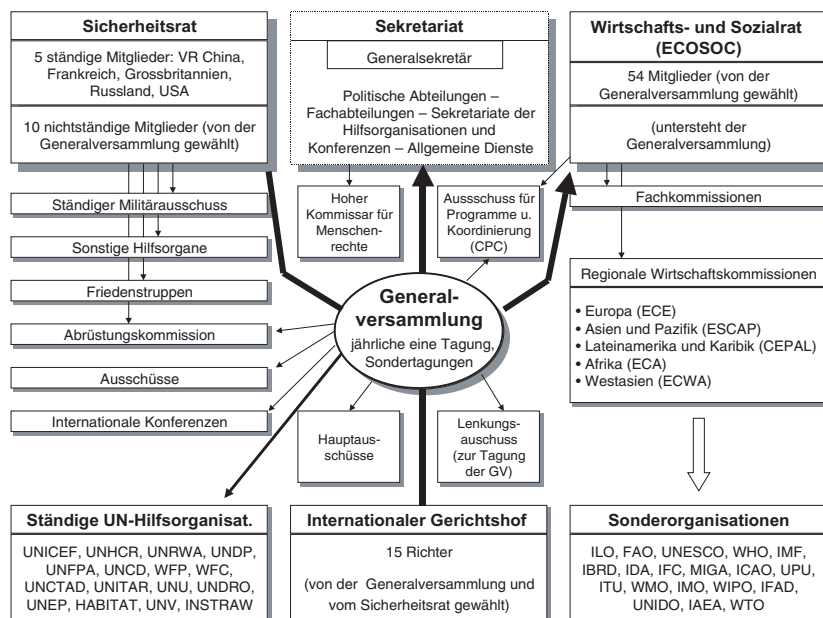 Sicherheitsrat
5 ständige Mitglieder: VR China,
Frankreich, Grossbritannien,
Russland, USA
10 nichtständige Mitglieder (von der
Generalversammlung gewählt)
Ständiger Militärausschuss
Sonstige Hilfsorgane
Friedenstruppen
Abrüstungskommission
Ausschüsse
Internationale Konferenzen
Sekretariat
Generalsekretär
Politische Abteilungen –
Fachabteilungen – Sekretariate der
Hilfsorganisationen und
Konferenzen – Allgemeine Dienste
Hoher
Kommissar für
Menschen-
rechte
Aussschuss für
Programme u.
Koordinierung
(CPC)
Wirtschafts- und Sozialrat
(ECOSOC)
54 Mitglieder (von der
Generalversammlung gewählt)
(untersteht der
Generalversammlung)
Fachkommissionen
Regionale Wirtschaftskommissionen
• Europa (ECE)
• Asien und Pazifik (ESCAP)
• Lateinamerika und Karibik (CEPAL)
• Afrika (ECA)
• Westasien (ECWA)
General-
versammlung
jährliche eine Tagung,
Sondertagungen
Hauptaus-
schüsse
Lenkungs-
auschuss
(zur Tagung
der GV)
Ständige UN-Hilfsorganisat.
UNICEF, UNHCR, UNRWA, UNDP,
UNFPA, UNCD, WFP, WFC,
UNCTAD, UNITAR, UNU, UNDRO,
UNEP, HABITAT, UNV, INSTRAW
Internationaler Gerichtshof
15 Richter
(von der Generalversammlung und
vom Sicherheitsrat gewählt)
Sonderorganisationen
ILO, FAO, UNESCO, WHO, IMF,
IBRD, IDA, IFC, MIGA, ICAO, UPU,
ITU, WMO, IMO, WIPO, IFAD,
UNIDO, IAEA, WTO